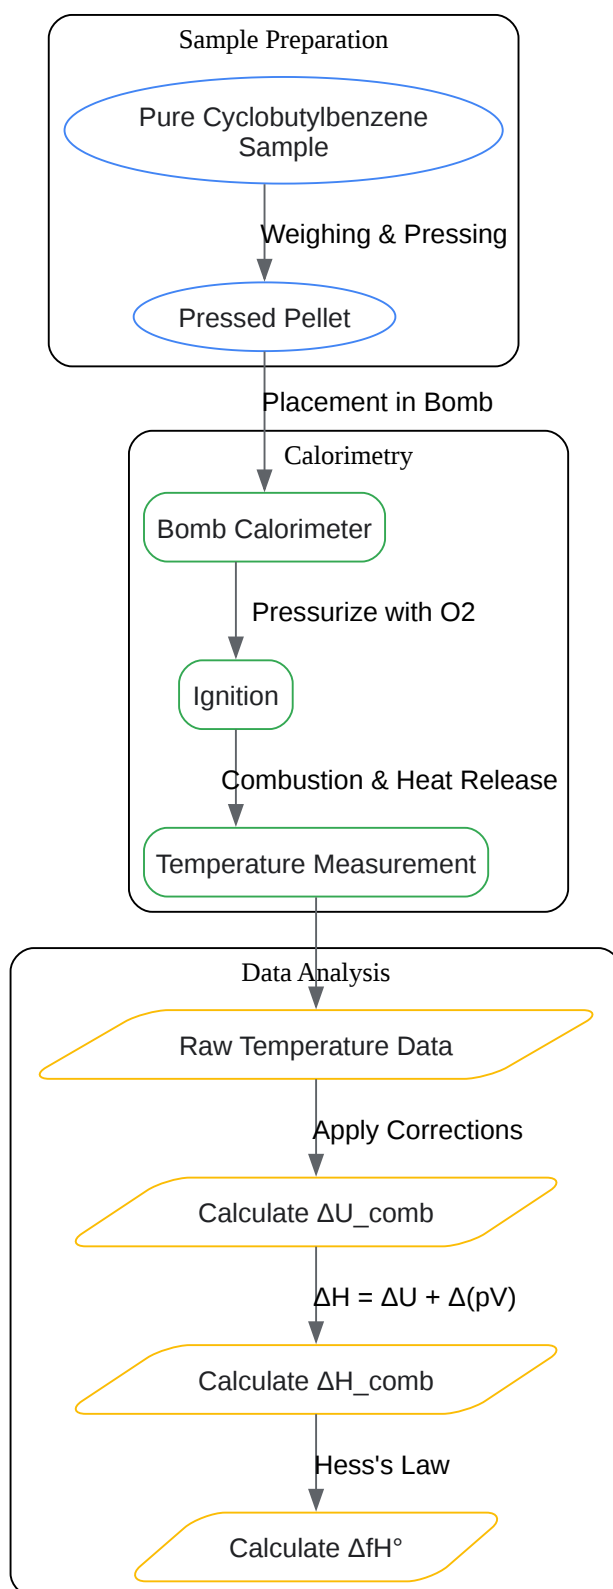 Sample Preparation
Pure Cyclobutylbenzene
Sample
Weighing & Pressing
Pressed Pellet
Placement in Bomb
Calorimetry
Bomb Calorimeter
Pressurize with O2
Ignition
Combustion & Heat Release
Temperature Measurement
Data Analysis
Raw Temperature Data
Apply Corrections
Calculate ΔU_comb
ΔH = ΔU + Δ(pV)
Calculate ΔH_comb
Hess's Law
Calculate ΔfH°